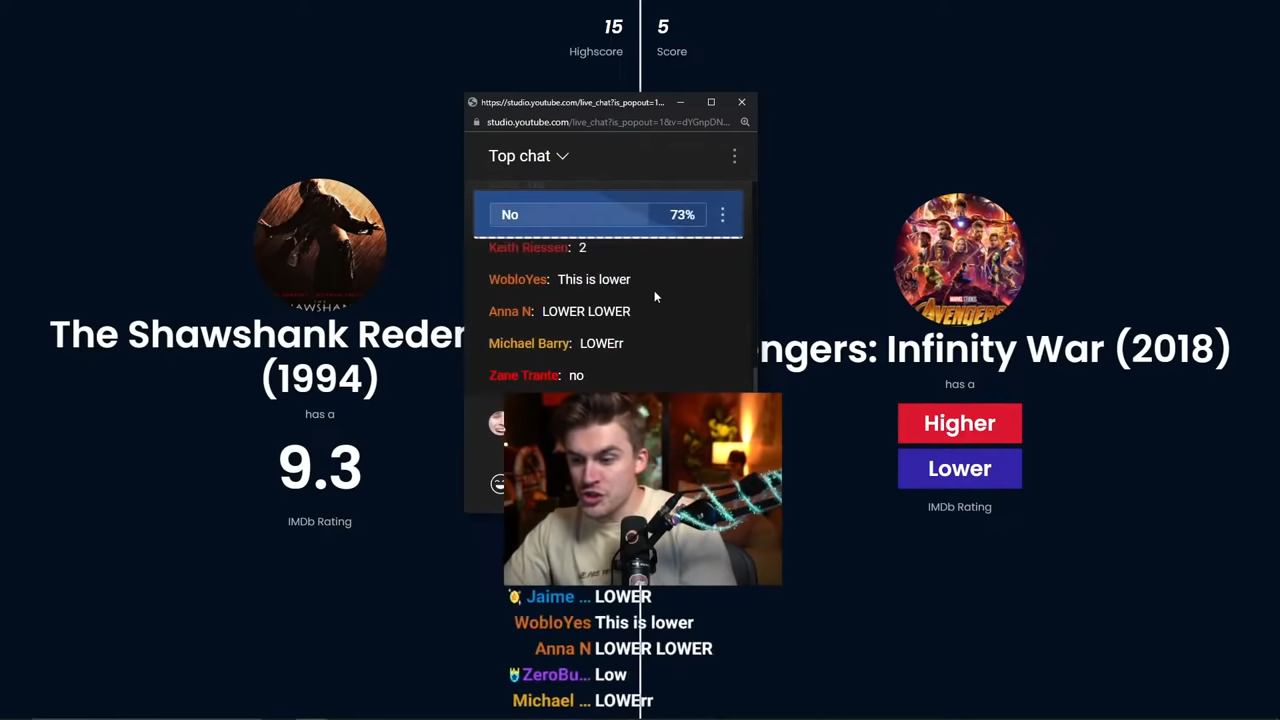 15
Highscore
5
Score
https://studio.youtube.com/live_chat?is_popout=1...
studio.youtube.com/live_chat?is_popout=1&v=dYGnpDN...
Top chat
No 73%
Keith Riessen: 2
WobloYes: This is lower
Anna N: LOWER LOWER
Michael Barry: LOWErr
Zane Trante: no
The Shawshank Reder
(1994)
has a
9.3
IMDb Rating
AVENGERS
ngers: Infinity War (2018)
has a
Higher
Lower
IMDb Rating
Jaime ... LOWER
WobloYes This is lower
Anna N LOWER LOWER
ZeroBu... Low
Michael ... LOWErr